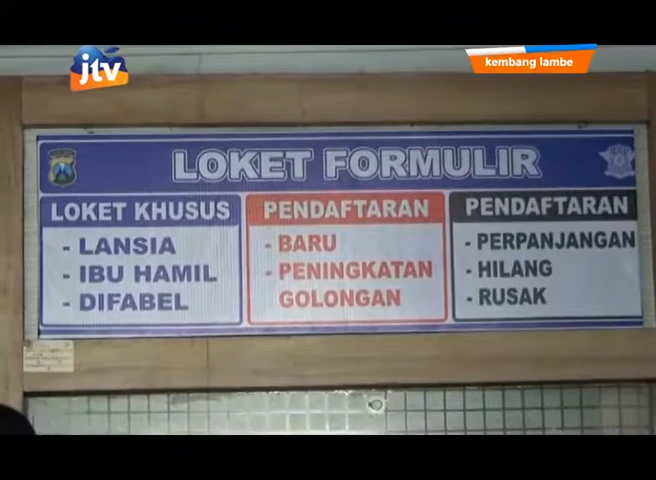 jtv
kembang lambe
LOKET FORMULIR
LOKET KHUSUS
- LANSIA
- IBU HAMIL
- DIFABEL
PENDAFTARAN
- BARU
- PENINGKATAN
GOLONGAN
PENDAFTARAN
- PERPANJANGAN
- HILANG
- RUSAK